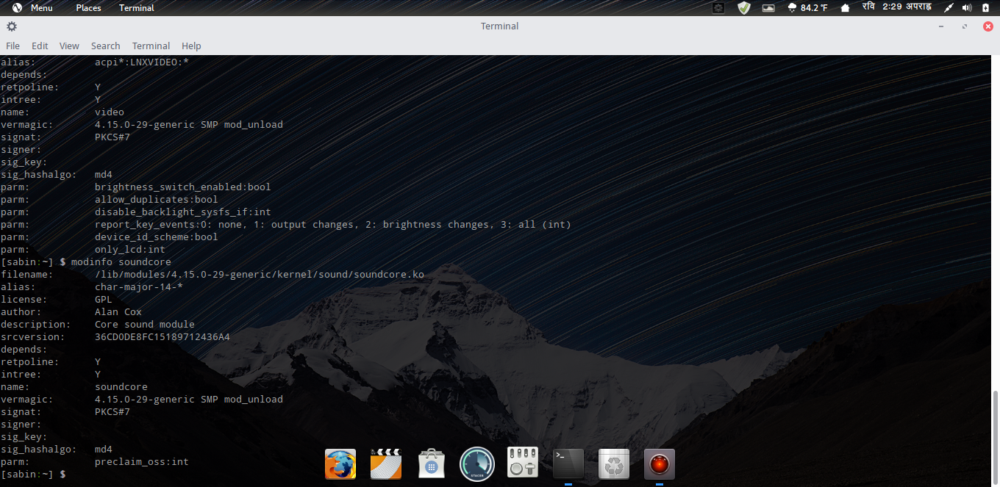 Menu Places Terminal 84.2 °F रवि 2:29 अपराह्न
Terminal
File Edit View Search Terminal Help
alias: acpi*:LNXVIDEO:*
depends:
retpoline: Y
intree: Y
name: video
vermagic: 4.15.0-29-generic SMP mod_unload
signat: PKCS#7
signer:
sig_key:
sig_hashalgo: md4
parm: brightness_switch_enabled:bool
parm: allow_duplicates:bool
parm: disable_backlight_sysfs_if:int
parm: report_key_events:0: none, 1: output changes, 2: brightness changes, 3: all (int)
parm: device_id_scheme:bool
parm: only_lcd:int
[sabin:~] $ modinfo soundcore
filename: /lib/modules/4.15.0-29-generic/kernel/sound/soundcore.ko
alias: char-major-14-*
license: GPL
author: Alan Cox
description: Core sound module
srcversion: 36CD0DE8FC15189712436A4
depends:
retpoline: Y
intree: Y
name: soundcore
vermagic: 4.15.0-29-generic SMP mod_unload
signat: PKCS#7
signer:
sig_key:
sig_hashalgo: md4
parm: preclaim_oss:int
[sabin:~] $
STACER
>_